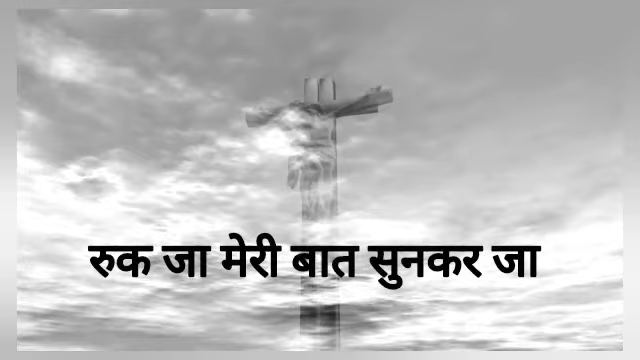 रुक जा मेरी बात सुनकर जा